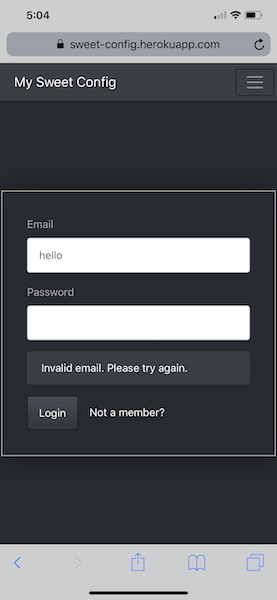 5:04
sweet-config.herokuapp.com
My Sweet Config
Email
hello
Password
Invalid email. Please try again.
Login
Not a member?